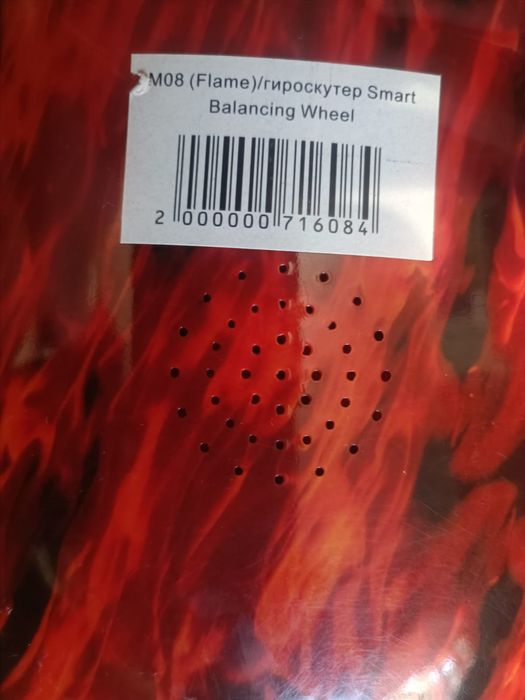 M08 (Flame)/гироскутер Smart
Balancing Wheel
2 000000 716084